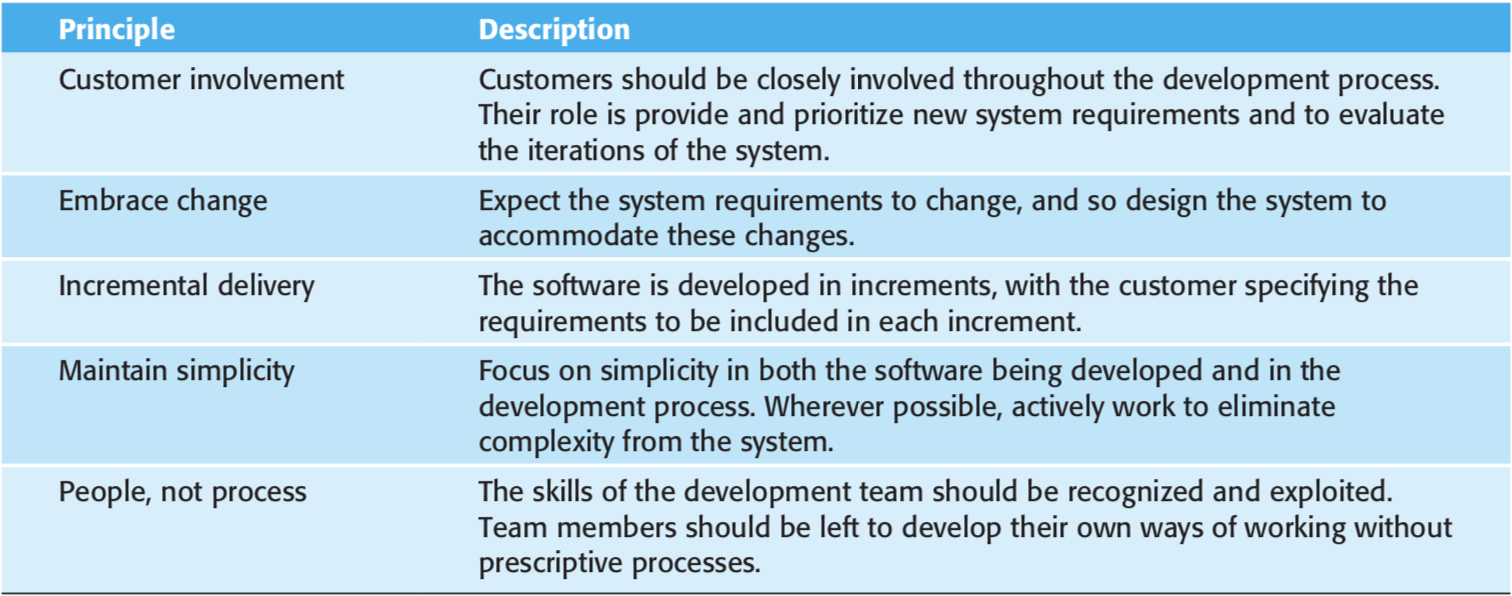 Principle Description
Customer involvement Customers should be closely involved throughout the development process.
Their role is provide and prioritize new system requirements and to evaluate
the iterations of the system.
Embrace change Expect the system requirements to change, and so design the system to
accommodate these changes.
Incremental delivery The software is developed in increments, with the customer specifying the
requirements to be included in each increment.
Maintain simplicity Focus on simplicity in both the software being developed and in the
development process. Wherever possible, actively work to eliminate
complexity from the system.
People, not process The skills of the development team should be recognized and exploited.
Team members should be left to develop their own ways of working without
prescriptive processes.